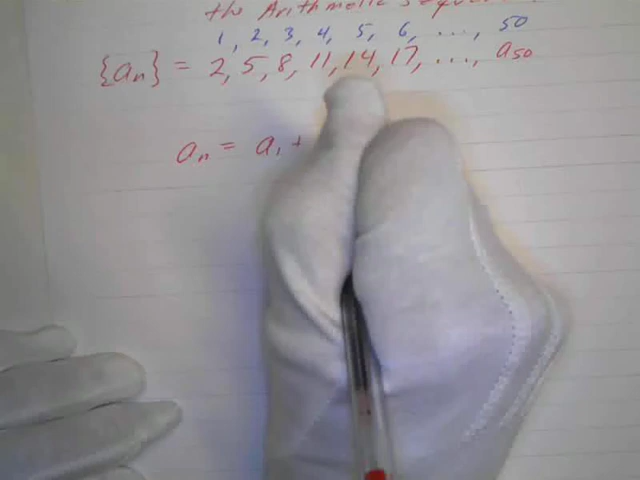 the Arithmetic
1, 2, 3, 4, 5, 6, ..., 50
{aₙ} = 2, 5, 8, 11, 14, 17, ..., a₅₀
aₙ = a₁ +